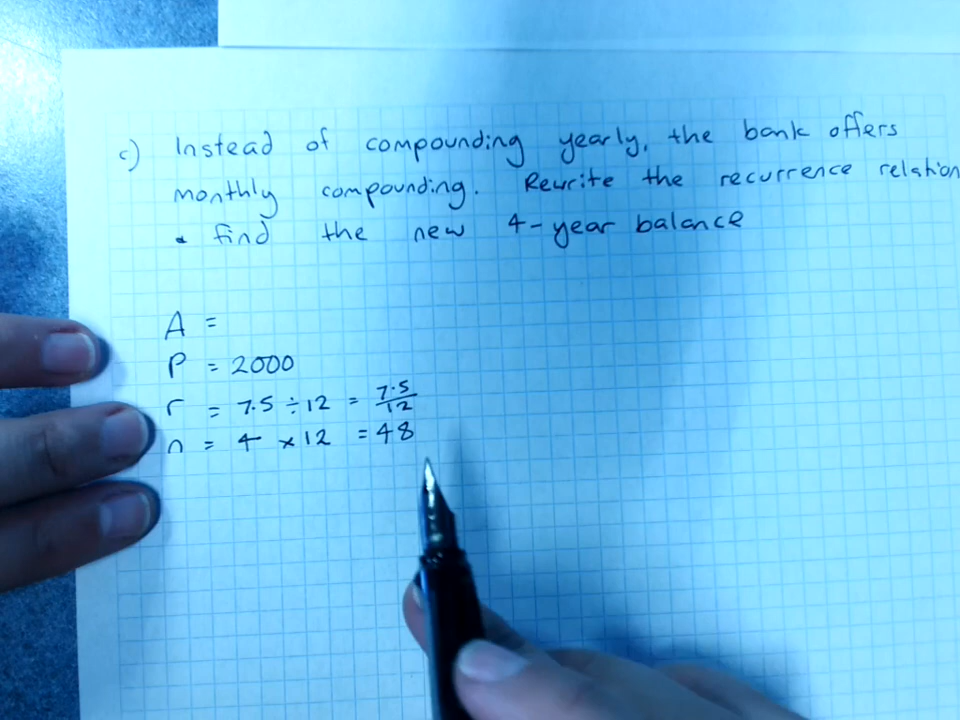 c) Instead of compounding yearly, the bank offers
monthly compounding. Rewrite the recurrence relation
& find the new 4-year balance
A =
P = 2000
r = 7.5 ÷ 12 = 7.5/12
n = 4 × 12 = 48